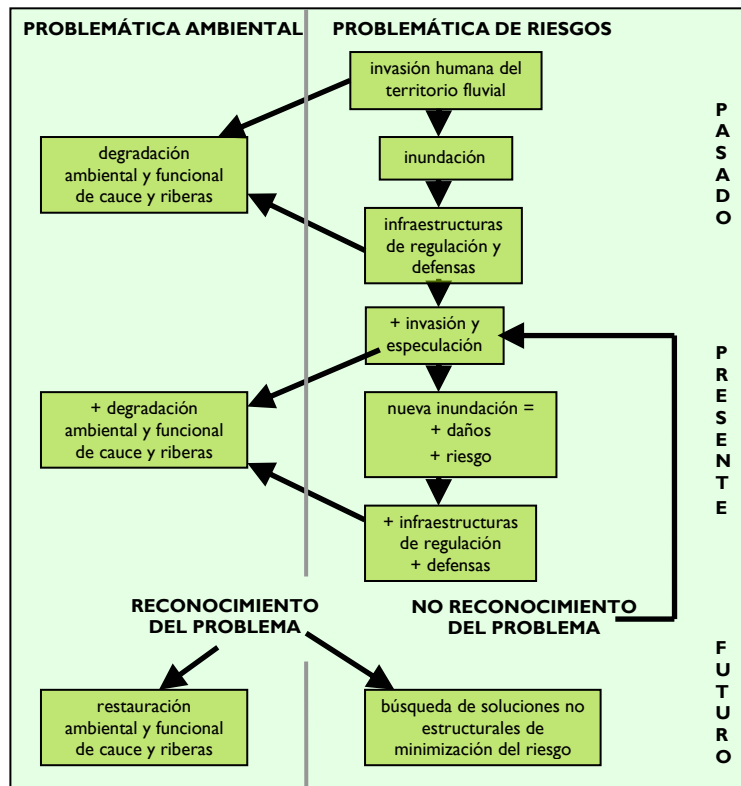 PROBLEMÁTICA AMBIENTAL
PROBLEMÁTICA DE RIESGOS
invasión humana del
territorio fluvial
degradación
ambiental y funcional
de cauce y riberas
inundación
infraestructuras
de regulación y
defensas
PASADO
+ invasión y
especulación
+ degradación
ambiental y funcional
de cauce y riberas
nueva inundación =
+ daños
+ riesgo
+ infraestructuras
de regulación
+ defensas
PRESENTE
RECONOCIMIENTO
DEL PROBLEMA
NO RECONOCIMIENTO
DEL PROBLEMA
restauración
ambiental y funcional
de cauce y riberas
búsqueda de soluciones no
estructurales de
minimización del riesgo
FUTURO